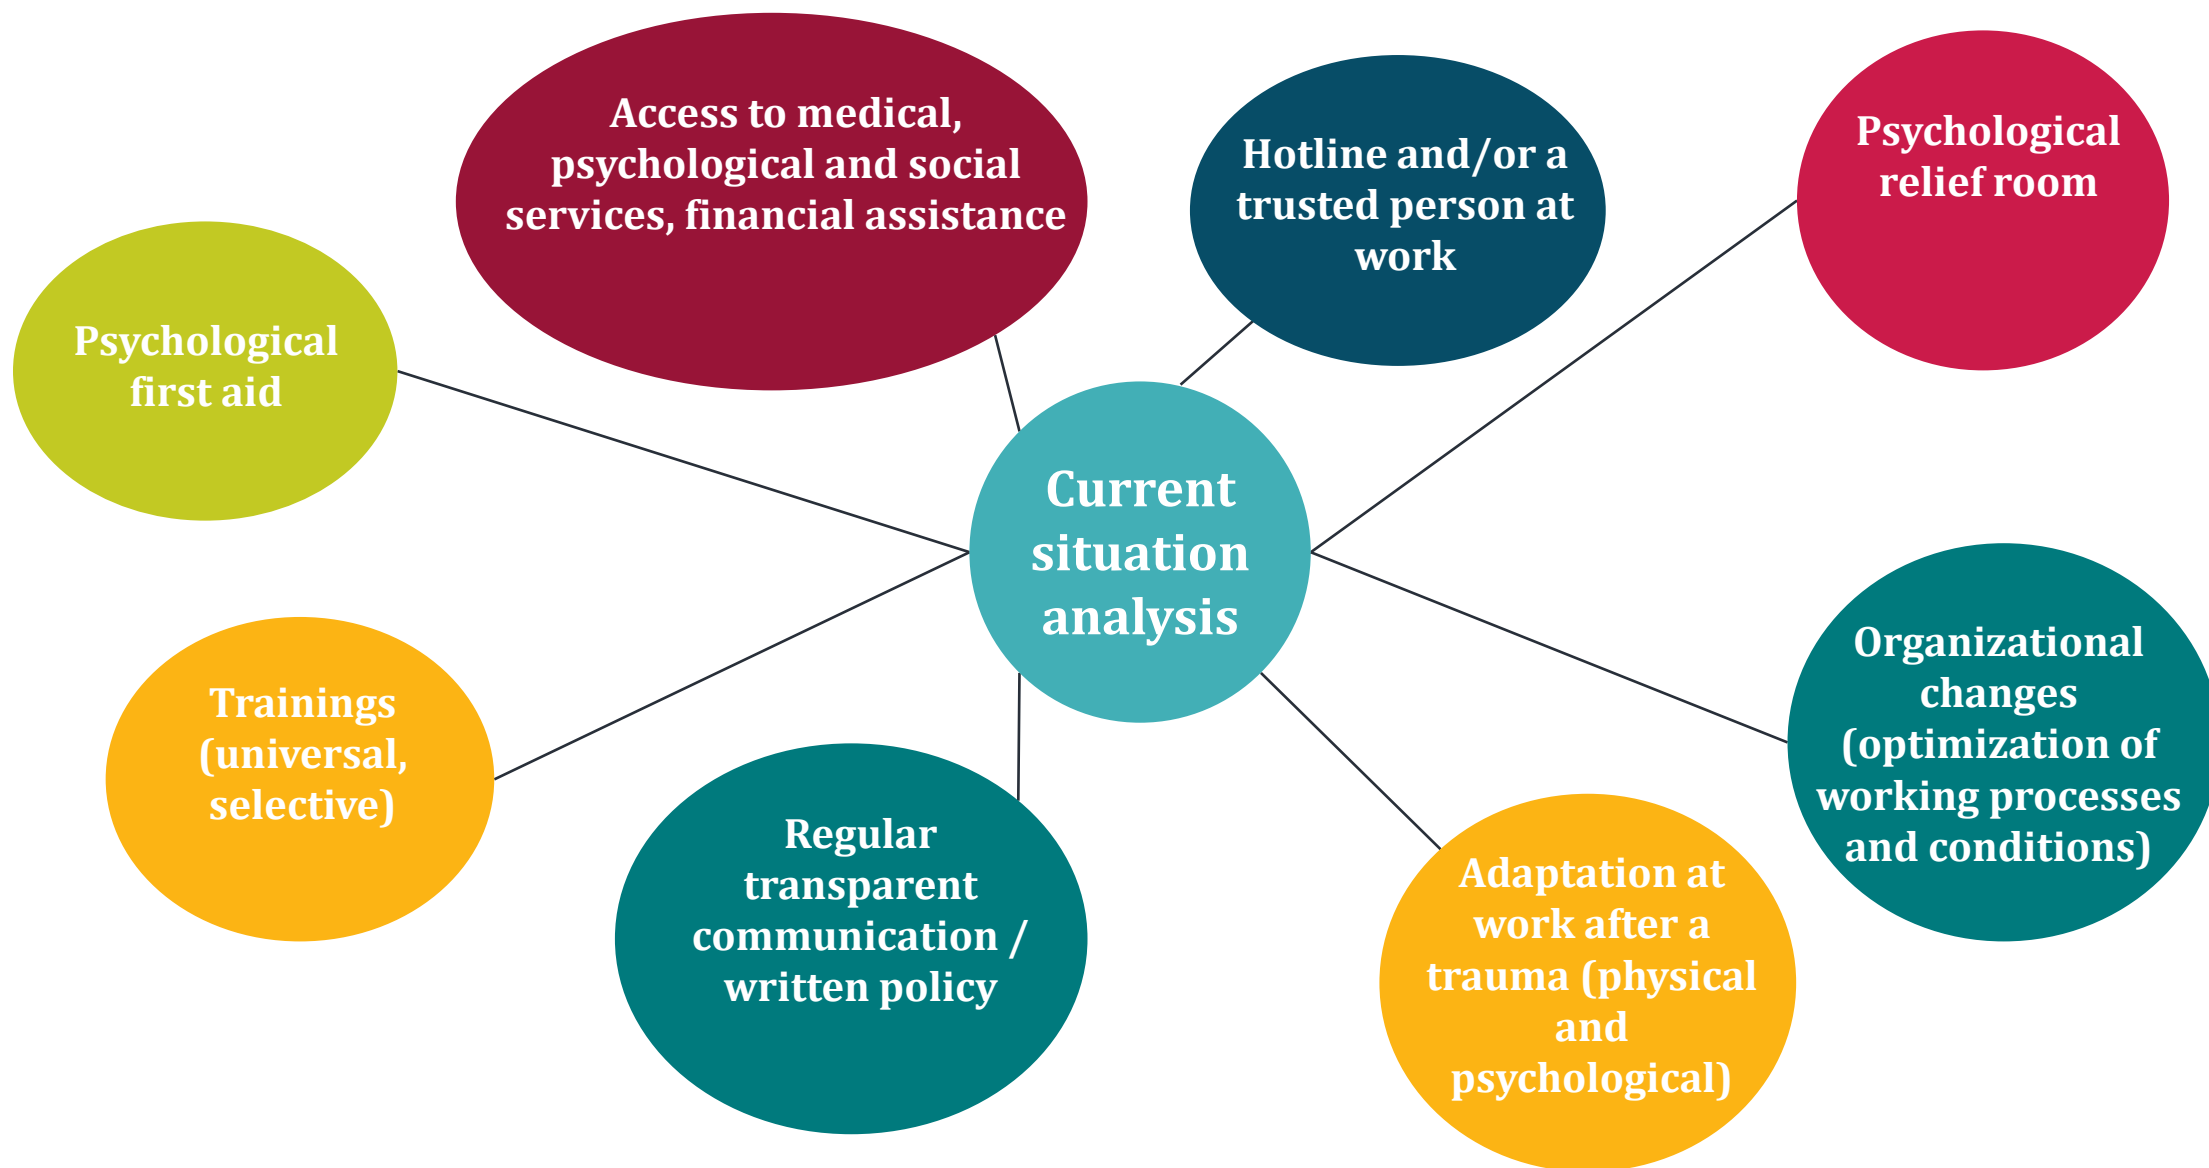 Access to medical,
psychological and social
services, financial assistance
Hotline and/or a
trusted person at
work
Psychological
relief room
Psychological
first aid
Current
situation
analysis
Organizational
changes
(optimization of
working processes
and conditions)
Trainings
(universal,
selective)
Regular
transparent
communication /
written policy
Adaptation at
work after a
trauma (physical
and
psychological)